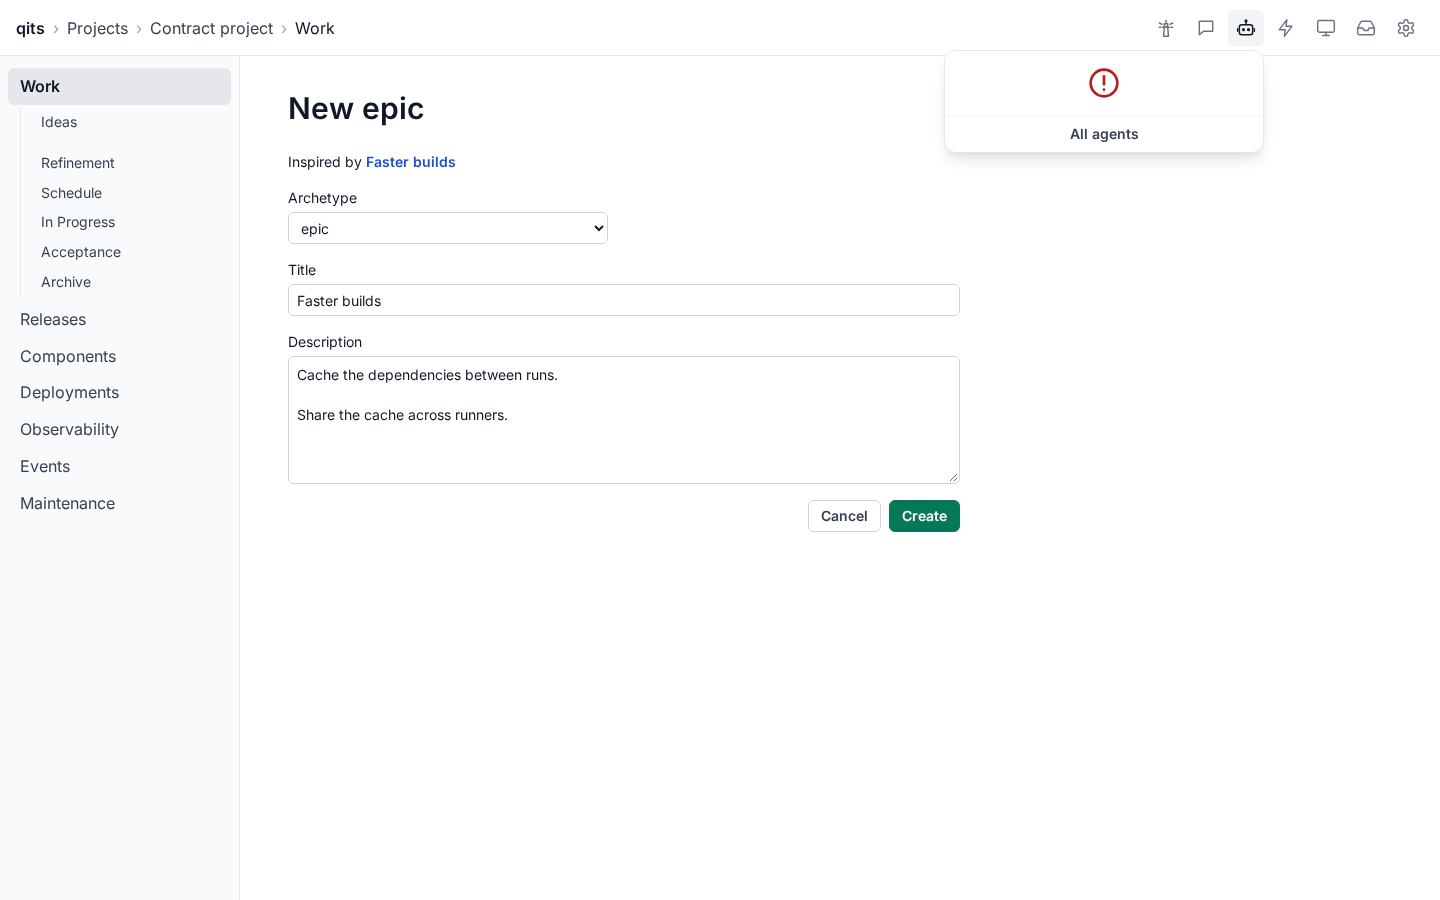 qits › Projects › Contract project › Work
All agents
Work
Ideas
Refinement
Schedule
In Progress
Acceptance
Archive
Releases
Components
Deployments
Observability
Events
Maintenance
New epic
Inspired by Faster builds
Archetype
epic
Title
Faster builds
Description
Cache the dependencies between runs.
Share the cache across runners.
Cancel
Create